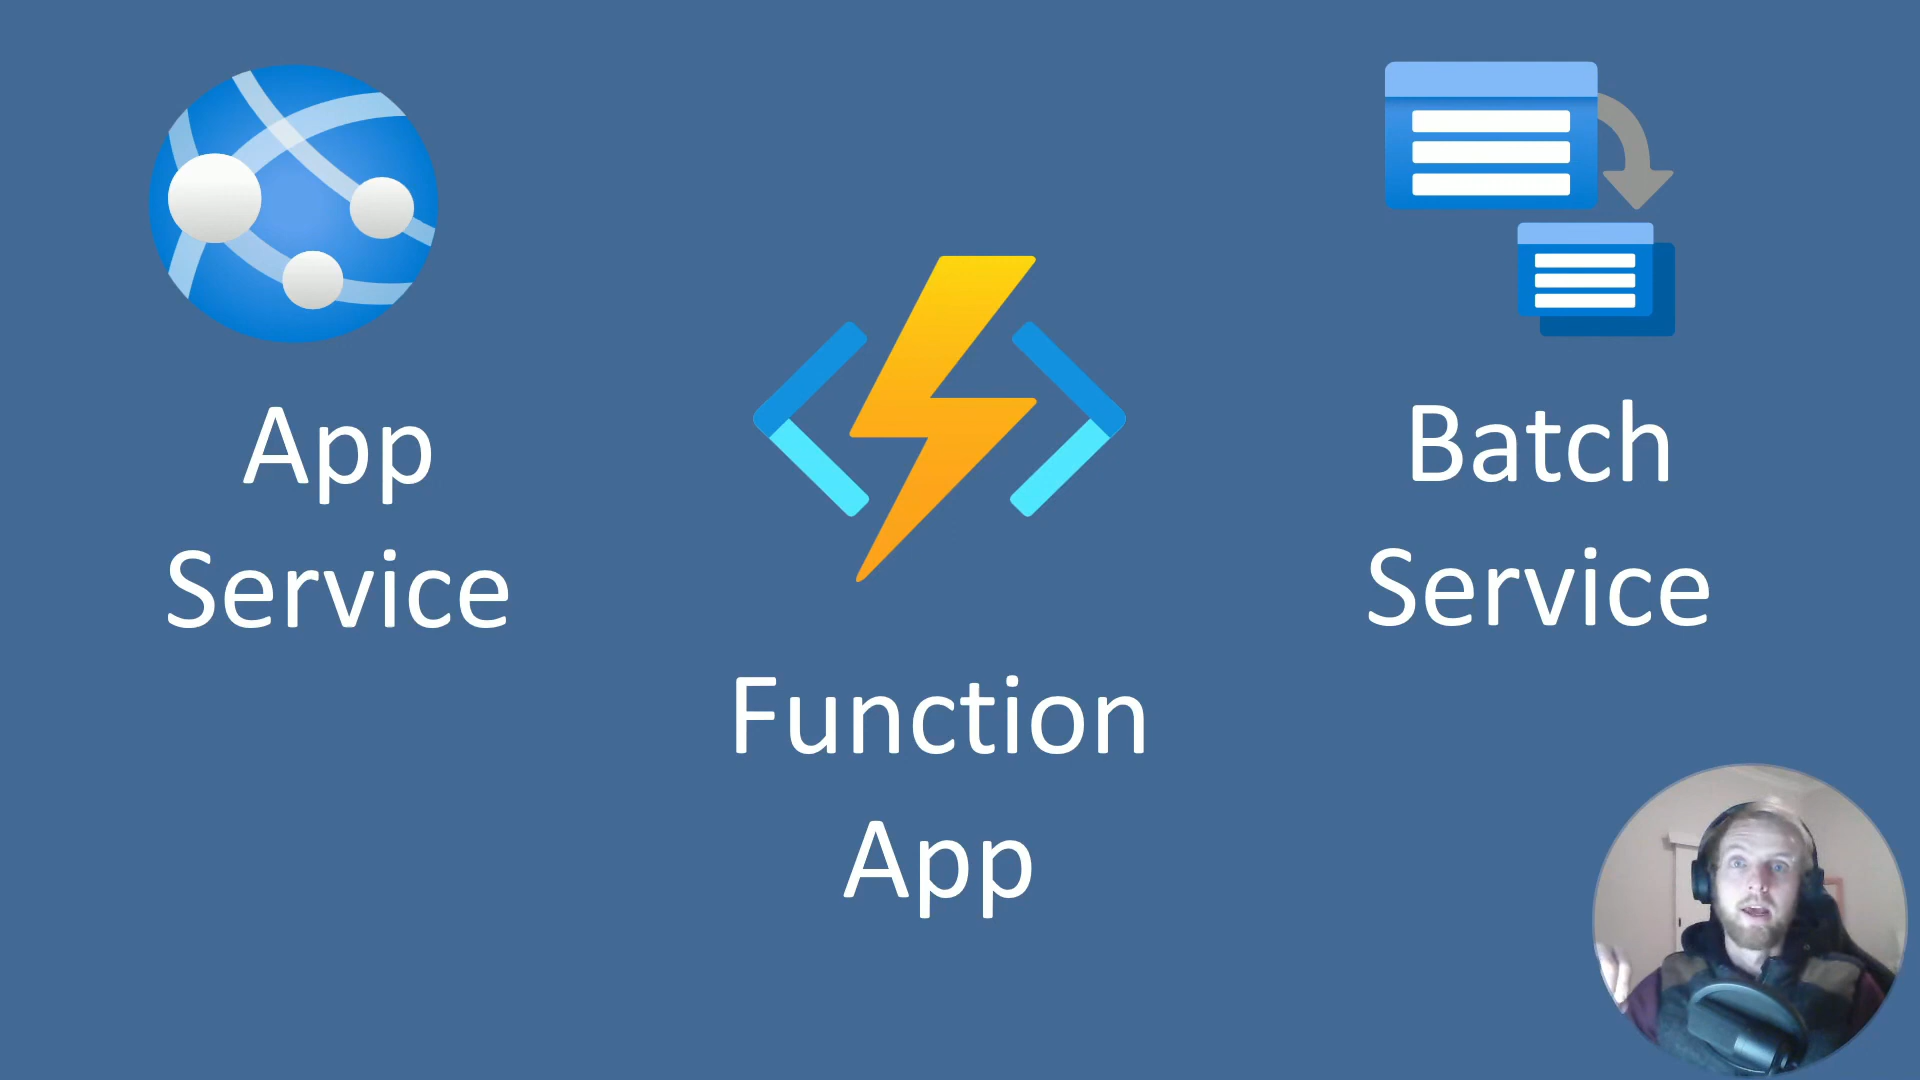 App
Service
Function
App
Batch
Service